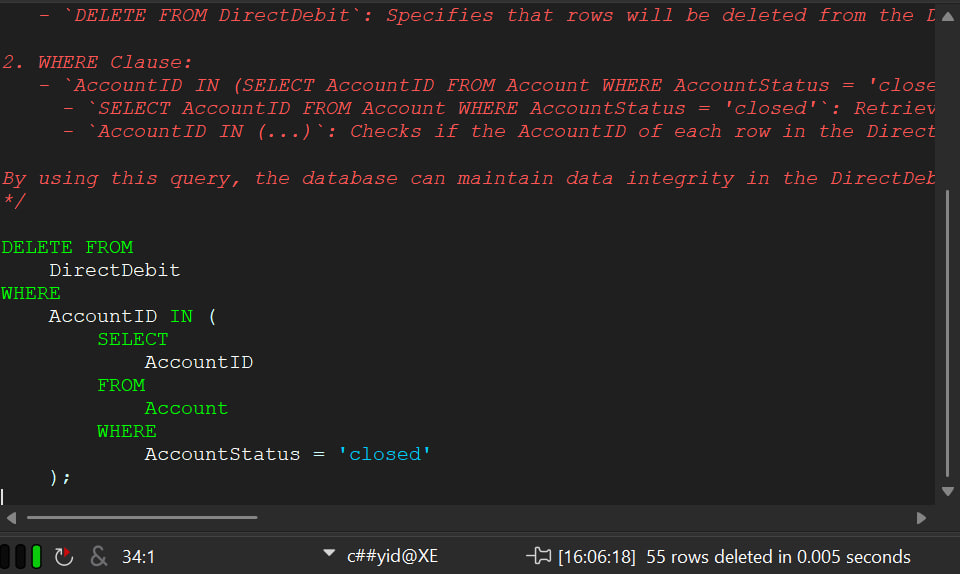 - `DELETE FROM DirectDebit`: Specifies that rows will be deleted from the
2. WHERE Clause:
- `AccountID IN (SELECT AccountID FROM Account WHERE AccountStatus = 'close
- `SELECT AccountID FROM Account WHERE AccountStatus = 'closed'`: Retriev
- `AccountID IN (...)`: Checks if the AccountID of each row in the Direct
By using this query, the database can maintain data integrity in the DirectDeb
*/
DELETE FROM
DirectDebit
WHERE
AccountID IN (
SELECT
AccountID
FROM
Account
WHERE
AccountStatus = 'closed'
);
& 34:1 c##yid@XE [16:06:18] 55 rows deleted in 0.005 seconds